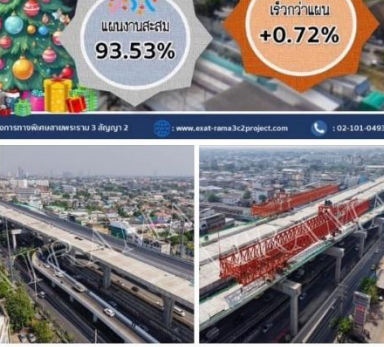 แผนงานสะสม
93.53%
เร็วกว่าแผน
+0.72%
งการทางพิเศษสายพระราม 3 สัญญา 2
: www.exat-rama3c2project.com
: 02-101-0493